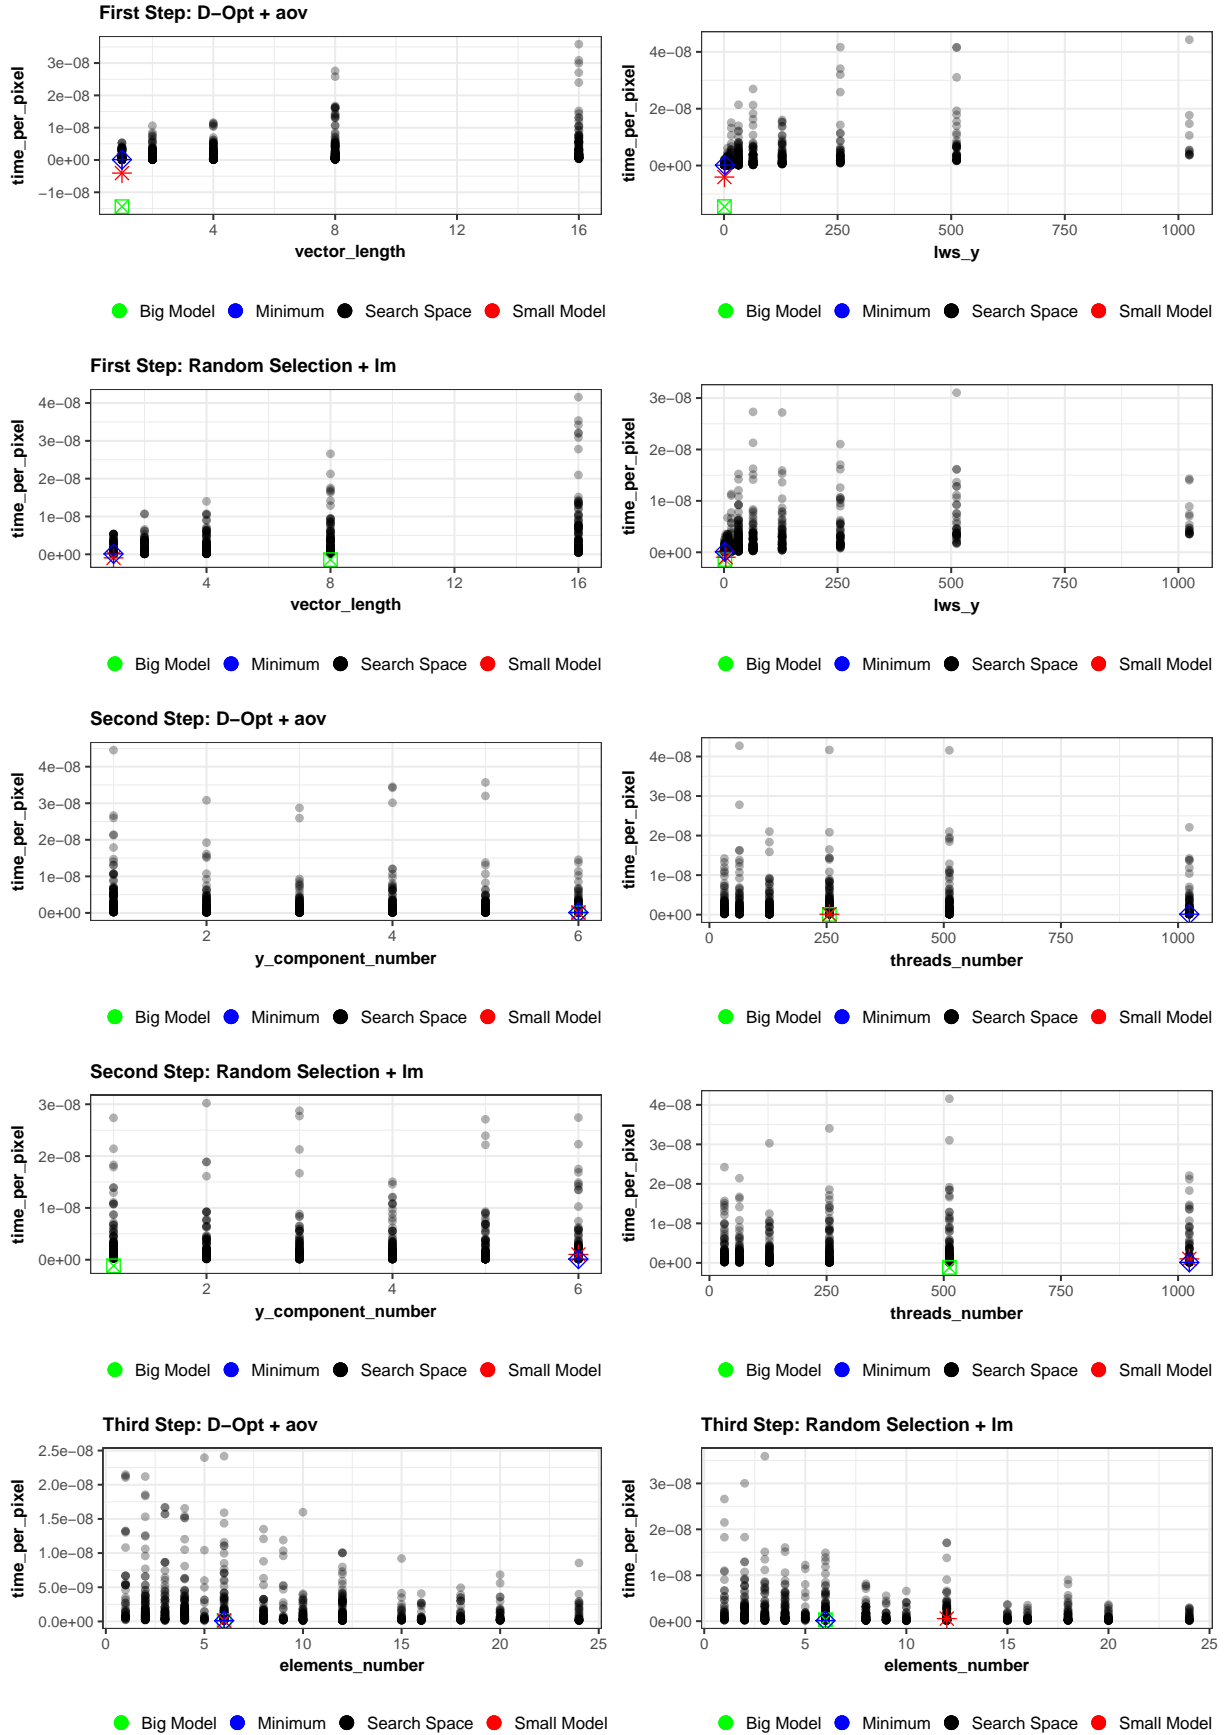 First Step: D−Opt + aov
time_per_pixel
3e−08
2e−08
1e−08
0e+00
−1e−08
4 8 12 16
vector_length
time_per_pixel
4e−08
2e−08
0e+00
0 250 500 750 1000
lws_y
Big Model Minimum Search Space Small Model
Big Model Minimum Search Space Small Model
First Step: Random Selection + lm
time_per_pixel
4e−08
3e−08
2e−08
1e−08
0e+00
4 8 12 16
vector_length
time_per_pixel
3e−08
2e−08
1e−08
0e+00
0 250 500 750 1000
lws_y
Big Model Minimum Search Space Small Model
Big Model Minimum Search Space Small Model
Second Step: D−Opt + aov
time_per_pixel
4e−08
3e−08
2e−08
1e−08
0e+00
2 4 6
y_component_number
time_per_pixel
4e−08
3e−08
2e−08
1e−08
0e+00
0 250 500 750 1000
threads_number
Big Model Minimum Search Space Small Model
Big Model Minimum Search Space Small Model
Second Step: Random Selection + lm
time_per_pixel
3e−08
2e−08
1e−08
0e+00
2 4 6
y_component_number
time_per_pixel
4e−08
3e−08
2e−08
1e−08
0e+00
0 250 500 750 1000
threads_number
Big Model Minimum Search Space Small Model
Big Model Minimum Search Space Small Model
Third Step: D−Opt + aov
time_per_pixel
2.5e−08
2.0e−08
1.5e−08
1.0e−08
5.0e−09
0.0e+00
0 5 10 15 20 25
elements_number
Third Step: Random Selection + lm
time_per_pixel
3e−08
2e−08
1e−08
0e+00
0 5 10 15 20 25
elements_number
Big Model Minimum Search Space Small Model
Big Model Minimum Search Space Small Model